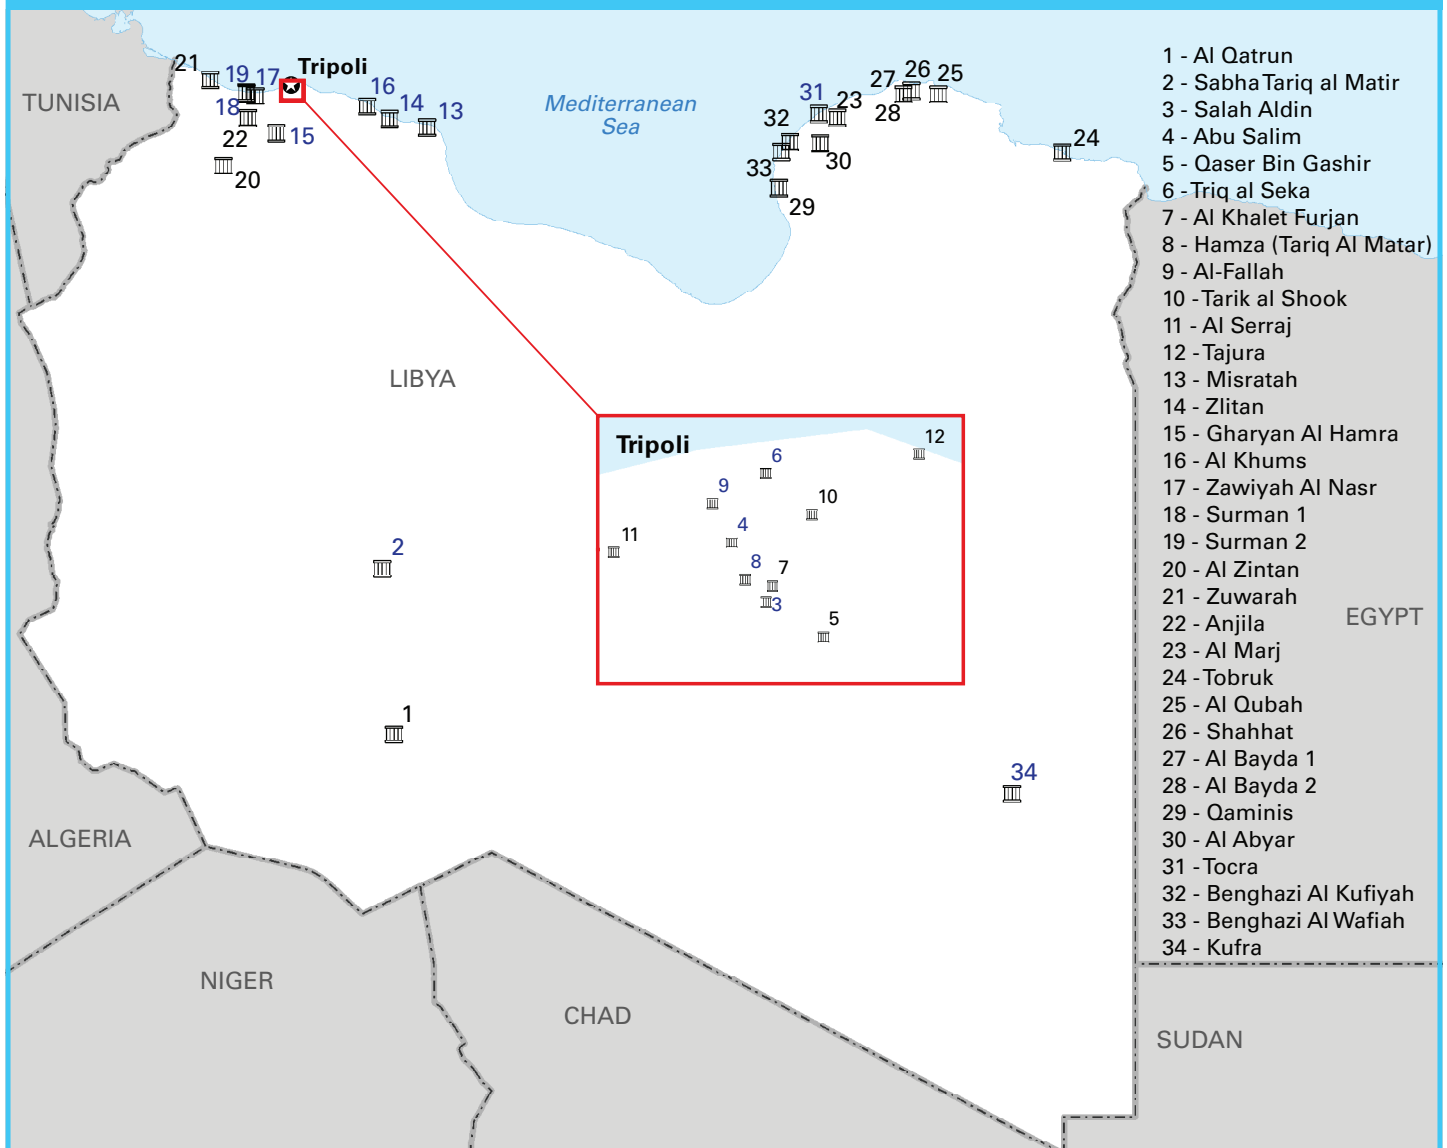 21
19
17
Tripoli
16
14
13
18
22
15
20
TUNISIA
Mediterranean
Sea
31
23
27
26
25
28
32
30
33
29
24
LIBYA
Tripoli
12
6
9
10
4
11
8
7
3
5
2
1
34
ALGERIA
NIGER
CHAD
SUDAN
EGYPT
1 - Al Qatrun
2 - Sabha Tariq al Matir
3 - Salah Aldin
4 - Abu Salim
5 - Qaser Bin Gashir
6 - Triq al Seka
7 - Al Khalet Furjan
8 - Hamza (Tariq Al Matar)
9 - Al-Fallah
10 - Tarik al Shook
11 - Al Serraj
12 - Tajura
13 - Misratah
14 - Zlitan
15 - Gharyan Al Hamra
16 - Al Khums
17 - Zawiyah Al Nasr
18 - Surman 1
19 - Surman 2
20 - Al Zintan
21 - Zuwarah
22 - Anjila
23 - Al Marj
24 - Tobruk
25 - Al Qubah
26 - Shahhat
27 - Al Bayda 1
28 - Al Bayda 2
29 - Qaminis
30 - Al Abyar
31 - Tocra
32 - Benghazi Al Kufiyah
33 - Benghazi Al Wafiah
34 - Kufra